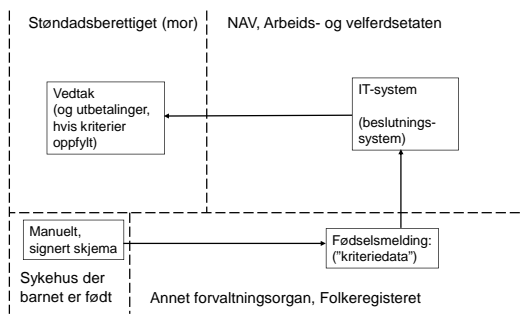 Støndadsberettiget (mor)
NAV, Arbeids- og velferdsetaten
Vedtak
(og utbetalinger,
hvis kriterier
oppfylt)
IT-system
(beslutnings-
system)
Manuelt,
signert skjema
Fødselsmelding:
("kriteriedata")
Sykehus der
barnet er født
Annet forvaltningsorgan, Folkeregisteret